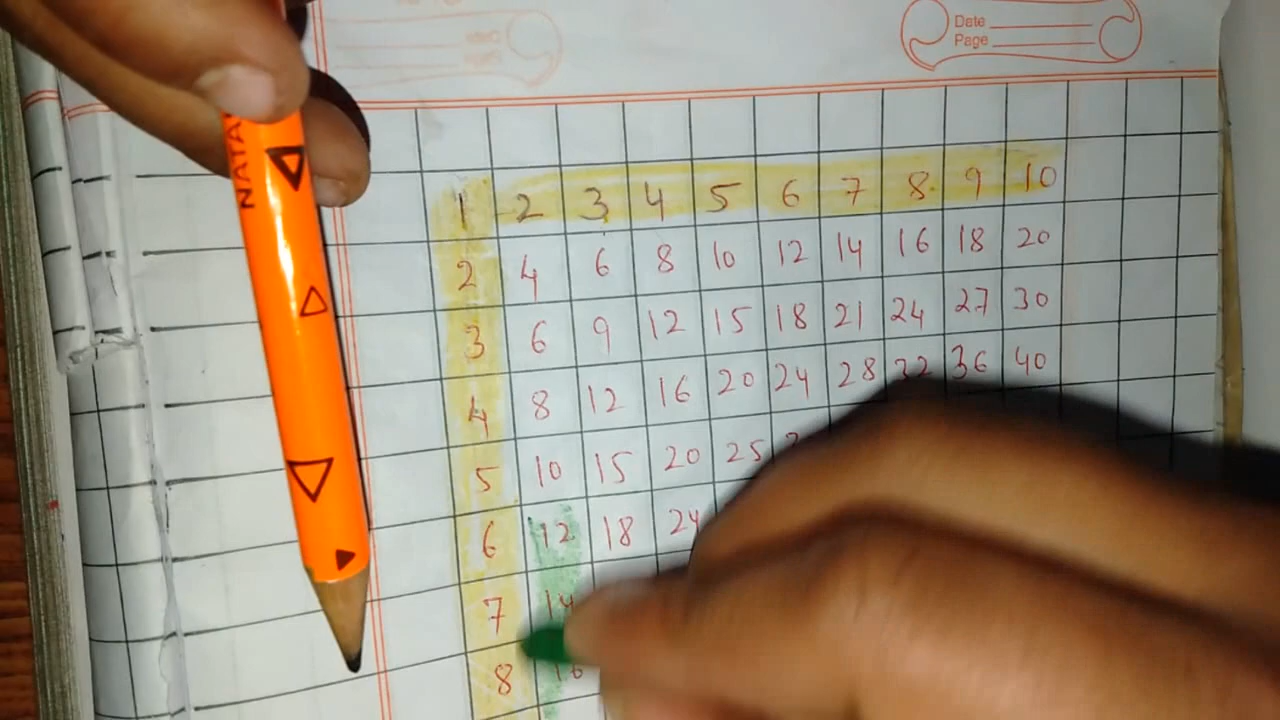 Date
Page
NATA
1 2 3 4 5 6 7 8 9 10
2 4 6 8 10 12 14 16 18 20
3 6 9 12 15 18 21 24 27 30
4 8 12 16 20 24 28 32 36 40
5 10 15 20 25
6 12 18 24
7 14
8 16